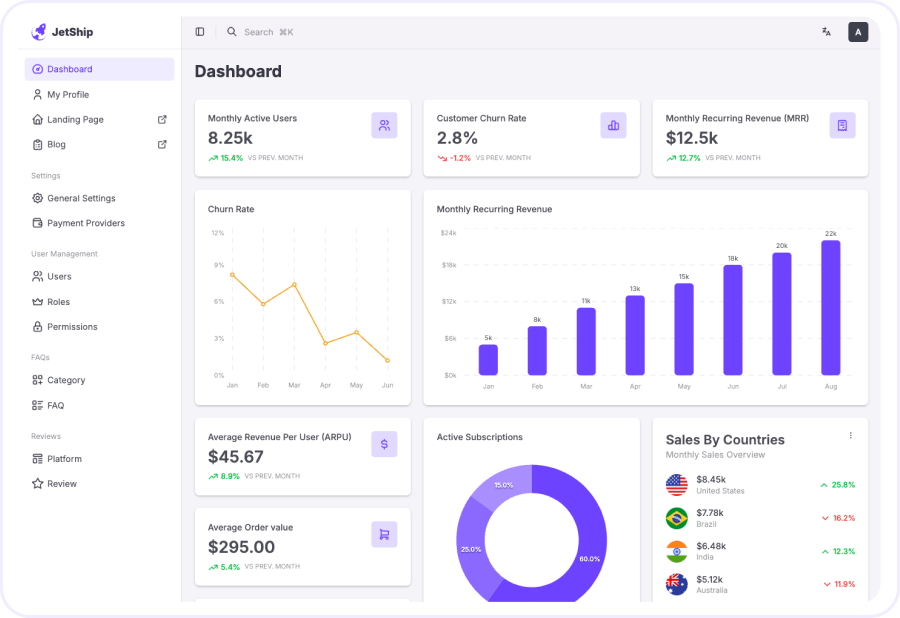 JetShip
Search ⌘K
A
Dashboard
My Profile
Landing Page
Blog
Settings
General Settings
Payment Providers
User Management
Users
Roles
Permissions
FAQs
Category
FAQ
Reviews
Platform
Review
Dashboard
Monthly Active Users
8.25k
15.4% VS PREV. MONTH
Customer Churn Rate
2.8%
-1.2% VS PREV. MONTH
Monthly Recurring Revenue (MRR)
$12.5k
12.7% VS PREV. MONTH
Churn Rate
12%
9%
6%
3%
0%
Jan Feb Mar Apr May Jun
Monthly Recurring Revenue
$24k
$18k
$12k
$6k
$0k
5k 8k 11k 13k 15k 18k 20k 22k
Jan Feb Mar Apr May Jun Jul Aug
Average Revenue Per User (ARPU)
$45.67
8.9% VS PREV. MONTH
$
Average Order value
$295.00
5.4% VS PREV. MONTH
Active Subscriptions
15.0%
25.0%
60.0%
Sales By Countries
Monthly Sales Overview
$8.45k
United States
25.8%
$7.78k
Brazil
16.2%
$6.48k
India
12.3%
$5.12k
Australia
11.9%